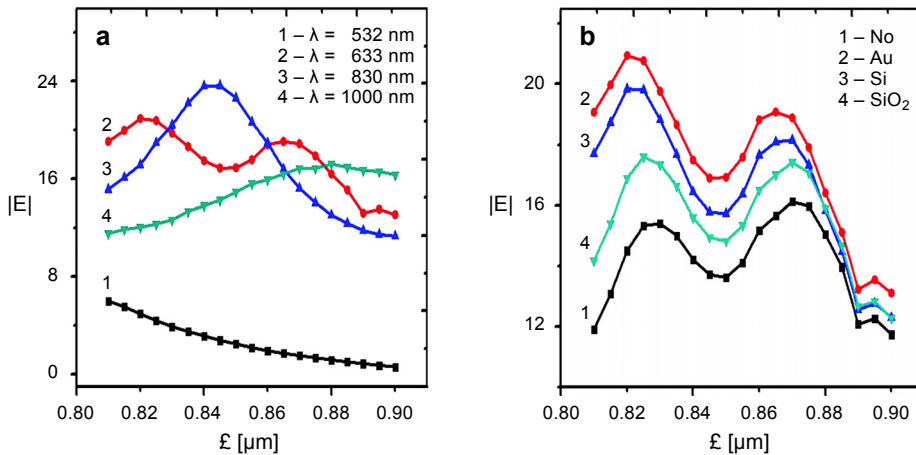 a
1 – λ = 532 nm
2 – λ = 633 nm
3 – λ = 830 nm
4 – λ = 1000 nm
24
16
8
0
|E|
2
3
4
1
0.80 0.82 0.84 0.86 0.88 0.90
£ [µm]
b
1 – No
2 – Au
3 – Si
4 – SiO₂
20
16
12
|E|
2
3
4
1
0.80 0.82 0.84 0.86 0.88 0.90
£ [µm]